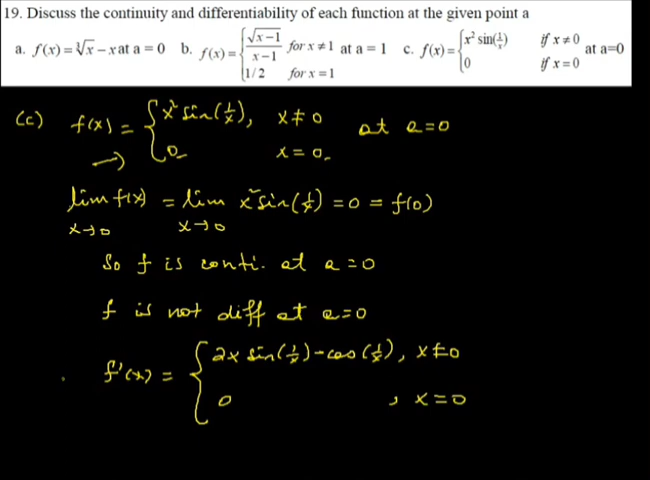 19. Discuss the continuity and differentiability of each function at the given point a
a. f(x) = ∛x − x at a = 0 b. f(x) = { (√x − 1)/(x − 1) for x ≠ 1 at a = 1 c. f(x) = { x² sin(1/x) if x ≠ 0 at a=0
1/2 for x = 1 0 if x = 0
(c) f(x) = { x² sin(1/x), x ≠ 0 at a=0
→ 0 x = 0
lim f(x) = lim x² sin(1/x) = 0 = f(0)
x→0 x→0
So f is conti. at a=0
f is not diff at a=0
f'(x) = { 2x sin(1/x) - cos(1/x), x≠0
0 , x=0